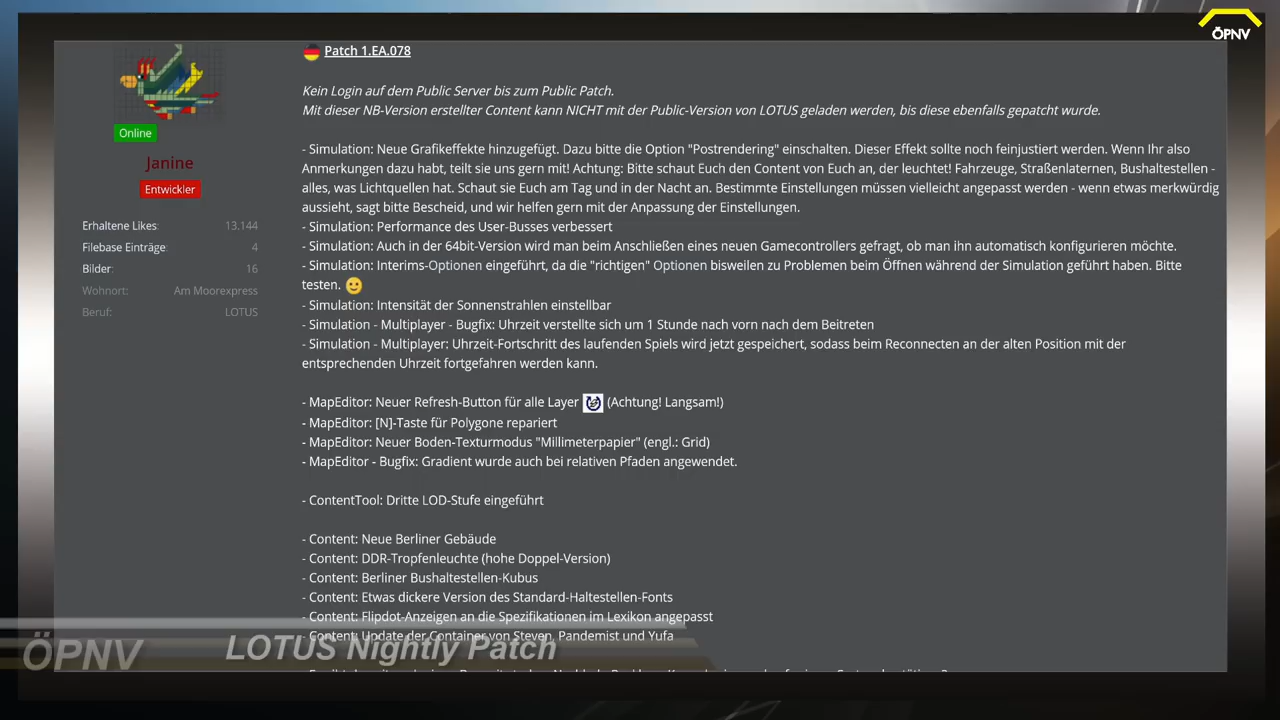 ÖPNV
Patch 1.EA.078
Kein Login auf dem Public Server bis zum Public Patch.
Mit dieser NB-Version erstellter Content kann NICHT mit der Public-Version von LOTUS geladen werden, bis diese ebenfalls gepatcht wurde.
Online
Janine
Entwickler
Erhaltene Likes: 13.144
Filebase Einträge: 4
Bilder: 16
Wohnort: Am Moorexpress
Beruf: LOTUS
- Simulation: Neue Grafikeffekte hinzugefügt. Dazu bitte die Option "Postrendering" einschalten. Dieser Effekt sollte noch feinjustiert werden. Wenn Ihr also
Anmerkungen dazu habt, teilt sie uns gern mit! Achtung: Bitte schaut Euch den Content von Euch an, der leuchtet! Fahrzeuge, Straßenlaternen, Bushaltestellen -
alles, was Lichtquellen hat. Schaut sie Euch am Tag und in der Nacht an. Bestimmte Einstellungen müssen vielleicht angepasst werden - wenn etwas merkwürdig
aussieht, sagt bitte Bescheid, und wir helfen gern mit der Anpassung der Einstellungen.
- Simulation: Performance des User-Busses verbessert
- Simulation: Auch in der 64bit-Version wird man beim Anschließen eines neuen Gamecontrollers gefragt, ob man ihn automatisch konfigurieren möchte.
- Simulation: Interims-Optionen eingeführt, da die "richtigen" Optionen bisweilen zu Problemen beim Öffnen während der Simulation geführt haben. Bitte
testen.
- Simulation: Intensität der Sonnenstrahlen einstellbar
- Simulation - Multiplayer - Bugfix: Uhrzeit verstellte sich um 1 Stunde nach vorn nach dem Beitreten
- Simulation - Multiplayer: Uhrzeit-Fortschritt des laufenden Spiels wird jetzt gespeichert, sodass beim Reconnecten an der alten Position mit der
entsprechenden Uhrzeit fortgefahren werden kann.
- MapEditor: Neuer Refresh-Button für alle Layer (Achtung! Langsam!)
- MapEditor: [N]-Taste für Polygone repariert
- MapEditor: Neuer Boden-Texturmodus "Millimeterpapier" (engl.: Grid)
- MapEditor - Bugfix: Gradient wurde auch bei relativen Pfaden angewendet.
- ContentTool: Dritte LOD-Stufe eingeführt
- Content: Neue Berliner Gebäude
- Content: DDR-Tropfenleuchte (hohe Doppel-Version)
- Content: Berliner Bushaltestellen-Kubus
- Content: Etwas dickere Version des Standard-Haltestellen-Fonts
- Content: Flipdot-Anzeigen an die Spezifikationen im Lexikon angepasst
- Content: Update der Container von Steven, Pandemist und Yufa
ÖPNV LOTUS Nightly Patch